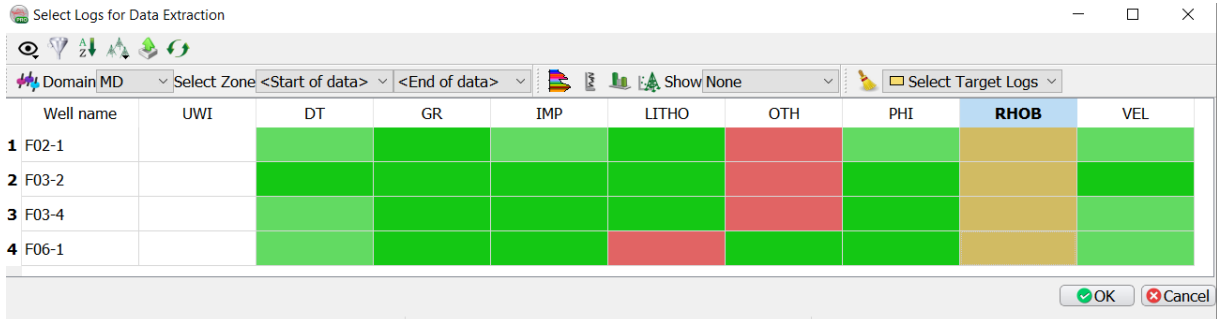 Select Logs for Data Extraction
Domain MD Select Zone <Start of data> <End of data> Show None Select Target Logs
Well name UWI DT GR IMP LITHO OTH PHI RHOB VEL
1 F02-1
2 F03-2
3 F03-4
4 F06-1
OK Cancel